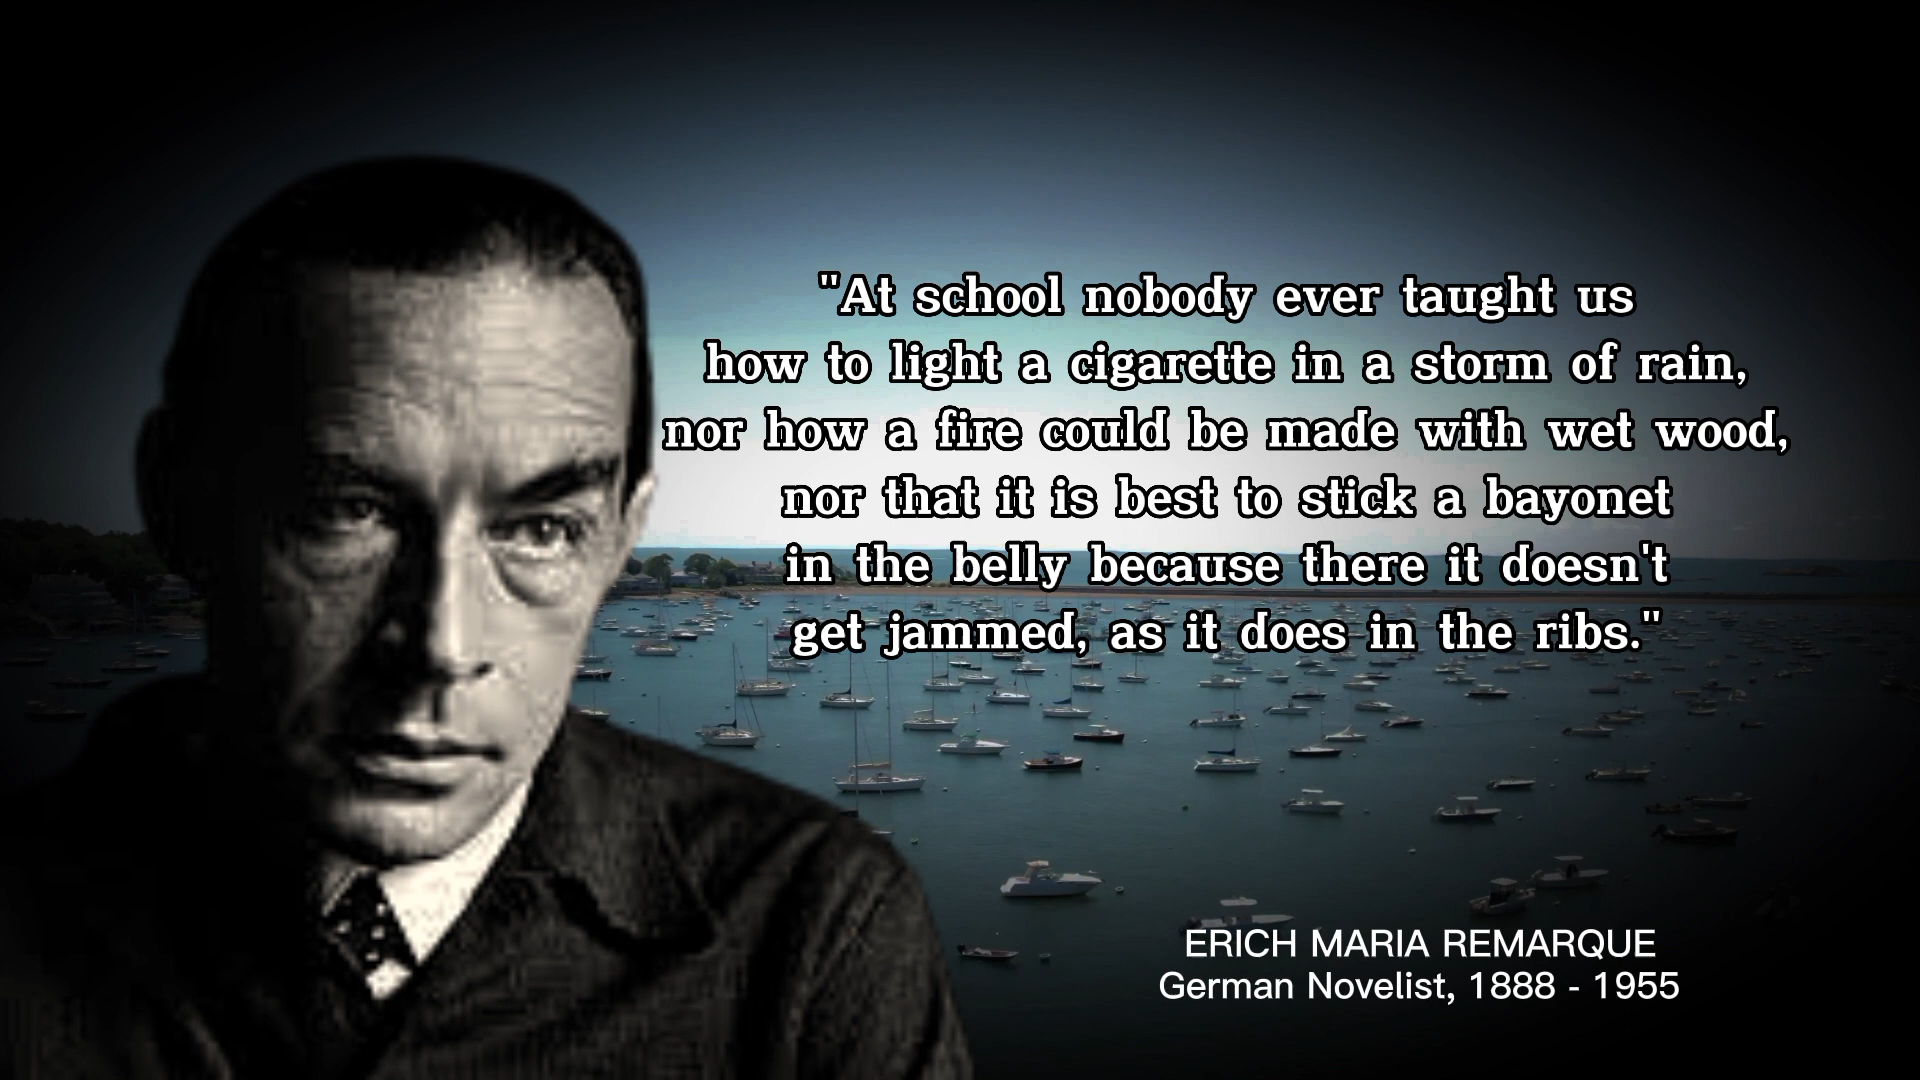 "At school nobody ever taught us
how to light a cigarette in a storm of rain,
nor how a fire could be made with wet wood,
nor that it is best to stick a bayonet
in the belly because there it doesn't
get jammed, as it does in the ribs."
ERICH MARIA REMARQUE
German Novelist, 1888 - 1955